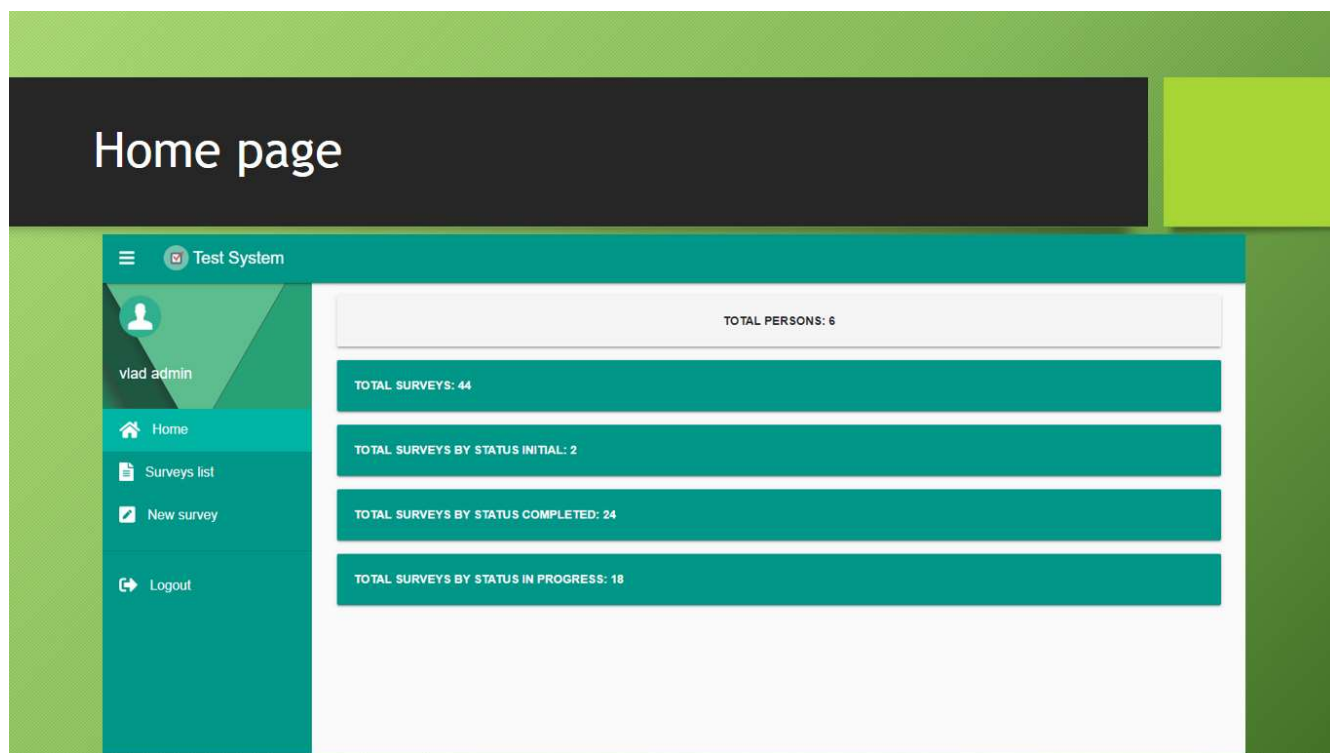 Home page
Test System
vlad admin
Home
Surveys list
New survey
Logout
TOTAL PERSONS: 6
TOTAL SURVEYS: 44
TOTAL SURVEYS BY STATUS INITIAL: 2
TOTAL SURVEYS BY STATUS COMPLETED: 24
TOTAL SURVEYS BY STATUS IN PROGRESS: 18